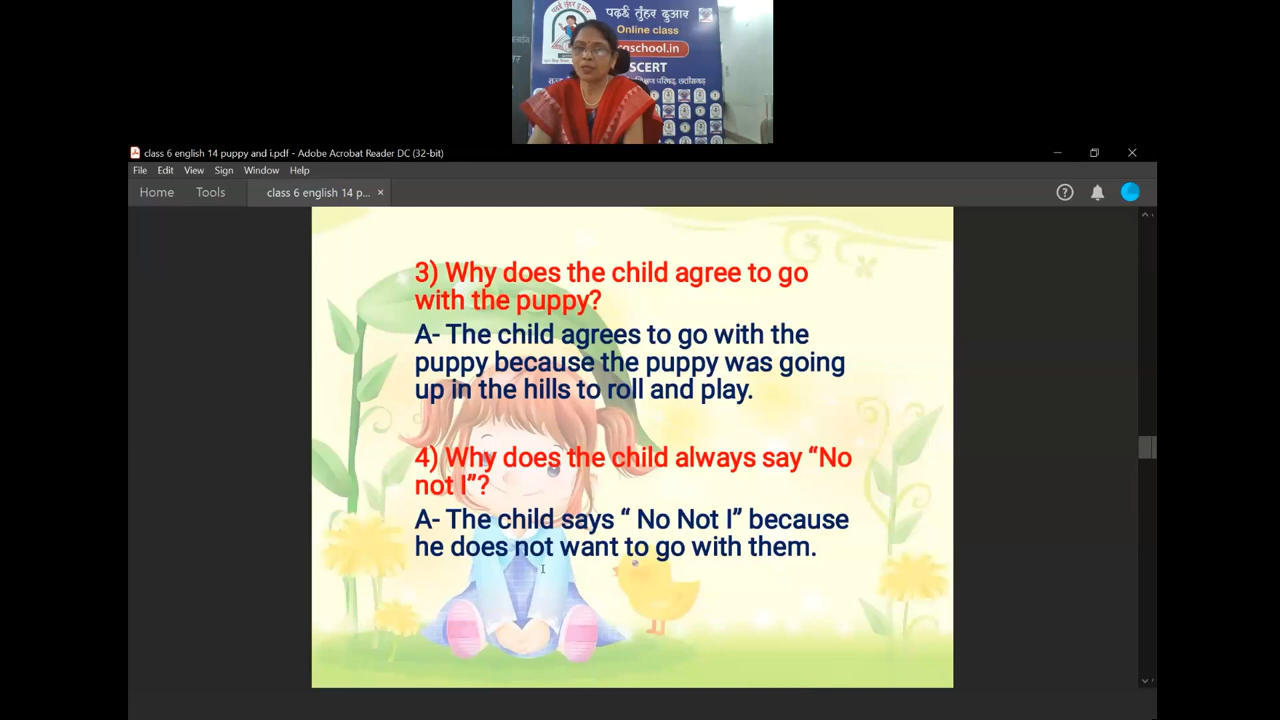 पढ़ई तुंहर दुआर
Online class
cgschool.in
SCERT
class 6 english 14 puppy and i.pdf - Adobe Acrobat Reader DC (32-bit)
File Edit View Sign Window Help
Home Tools class 6 english 14 p... ×
3) Why does the child agree to go
with the puppy?
A- The child agrees to go with the
puppy because the puppy was going
up in the hills to roll and play.
4) Why does the child always say “No
not I”?
A- The child says “ No Not I” because
he does not want to go with them.